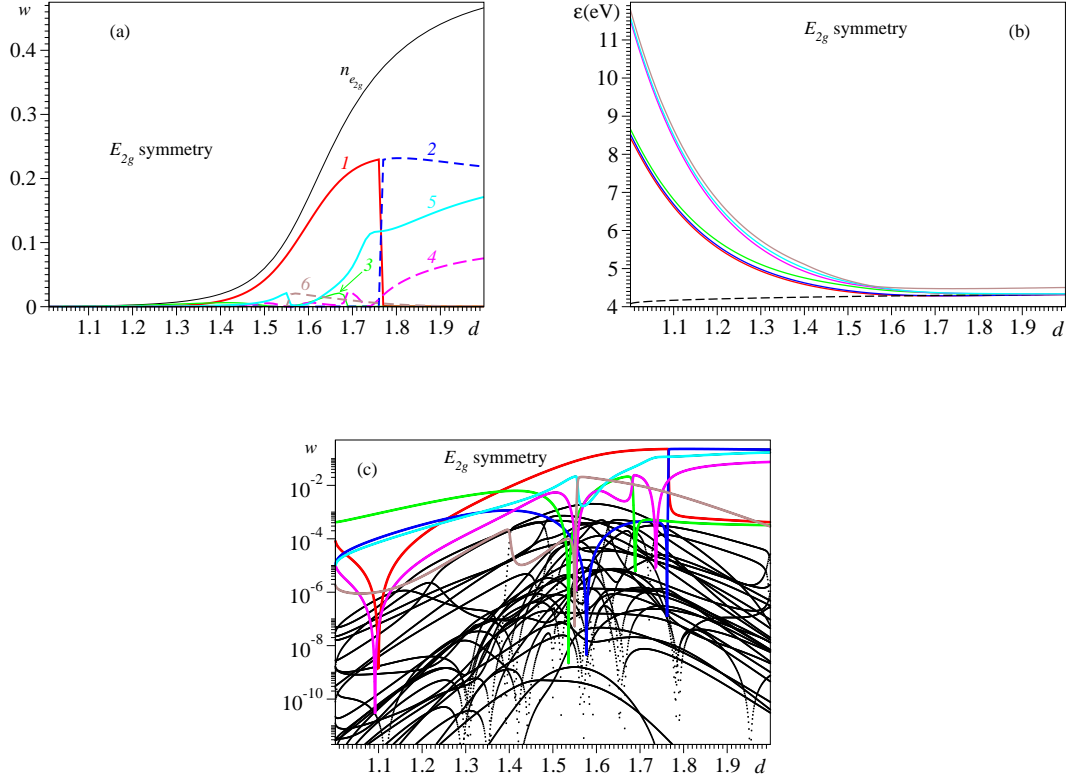 w
(a)
n_{e_{2g}}
E_{2g} symmetry
1
2
5
3
6
4
0.4
0.3
0.2
0.1
0
1.1 1.2 1.3 1.4 1.5 1.6 1.7 1.8 1.9 d
ε(eV)
E_{2g} symmetry (b)
11
10
9
8
7
6
5
4
1.1 1.2 1.3 1.4 1.5 1.6 1.7 1.8 1.9 d
w
(c) E_{2g} symmetry
10^{-2}
10^{-4}
10^{-6}
10^{-8}
10^{-10}
1.1 1.2 1.3 1.4 1.5 1.6 1.7 1.8 1.9 d